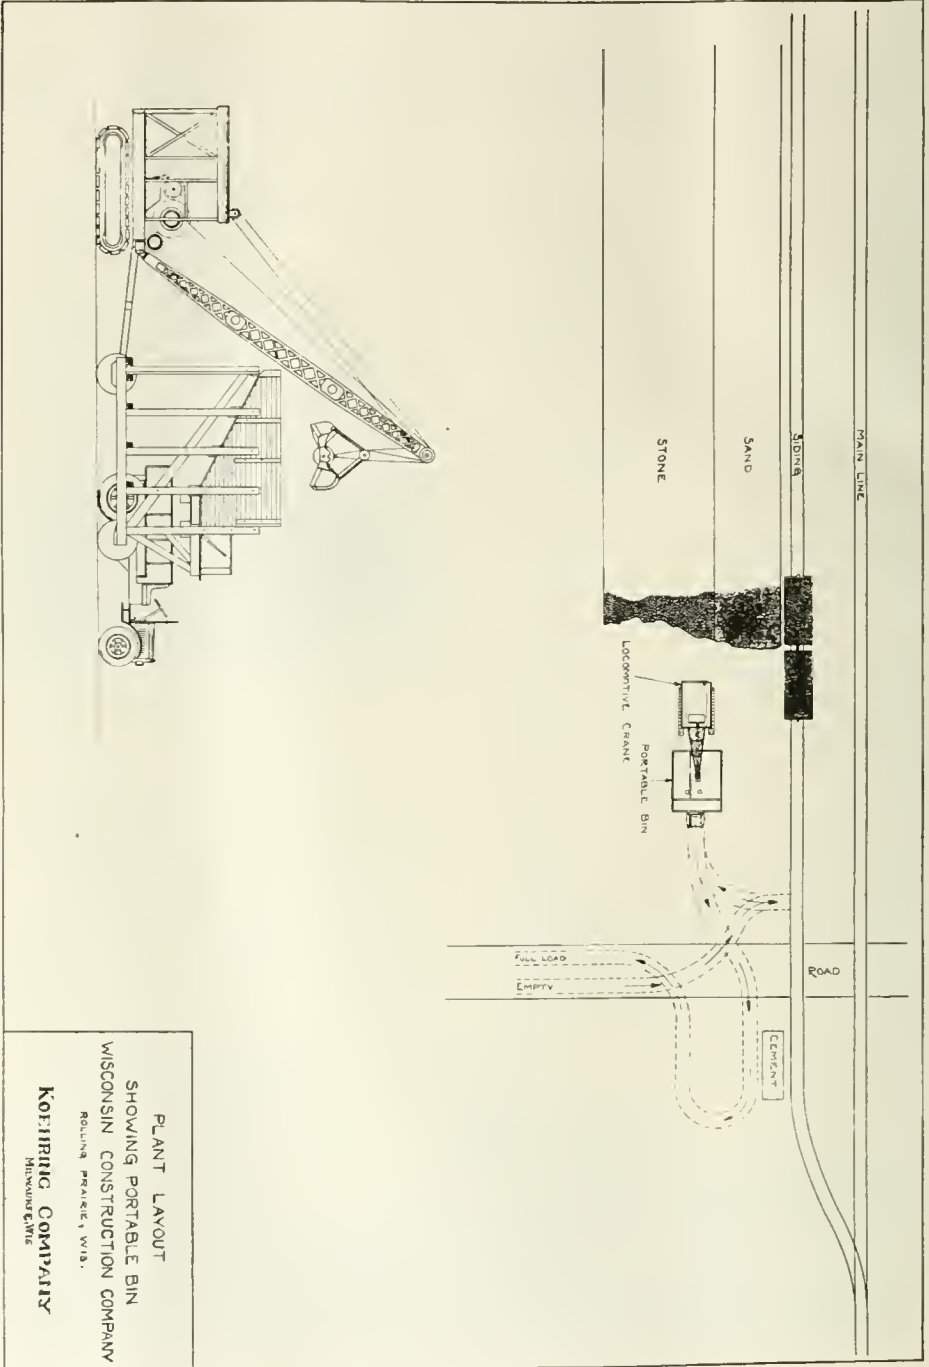 MAIN LINE
SIDING
SAND
STONE
LOCOMOTIVE CRANE
PORTABLE BIN
ROAD
FULL LOAD
EMPTY
CEMENT
PLANT LAYOUT
SHOWING PORTABLE BIN
WISCONSIN CONSTRUCTION COMPANY
ROLLING PRAIRIE, WIS.
KOEHRING COMPANY
MILWAUKEE, WIS